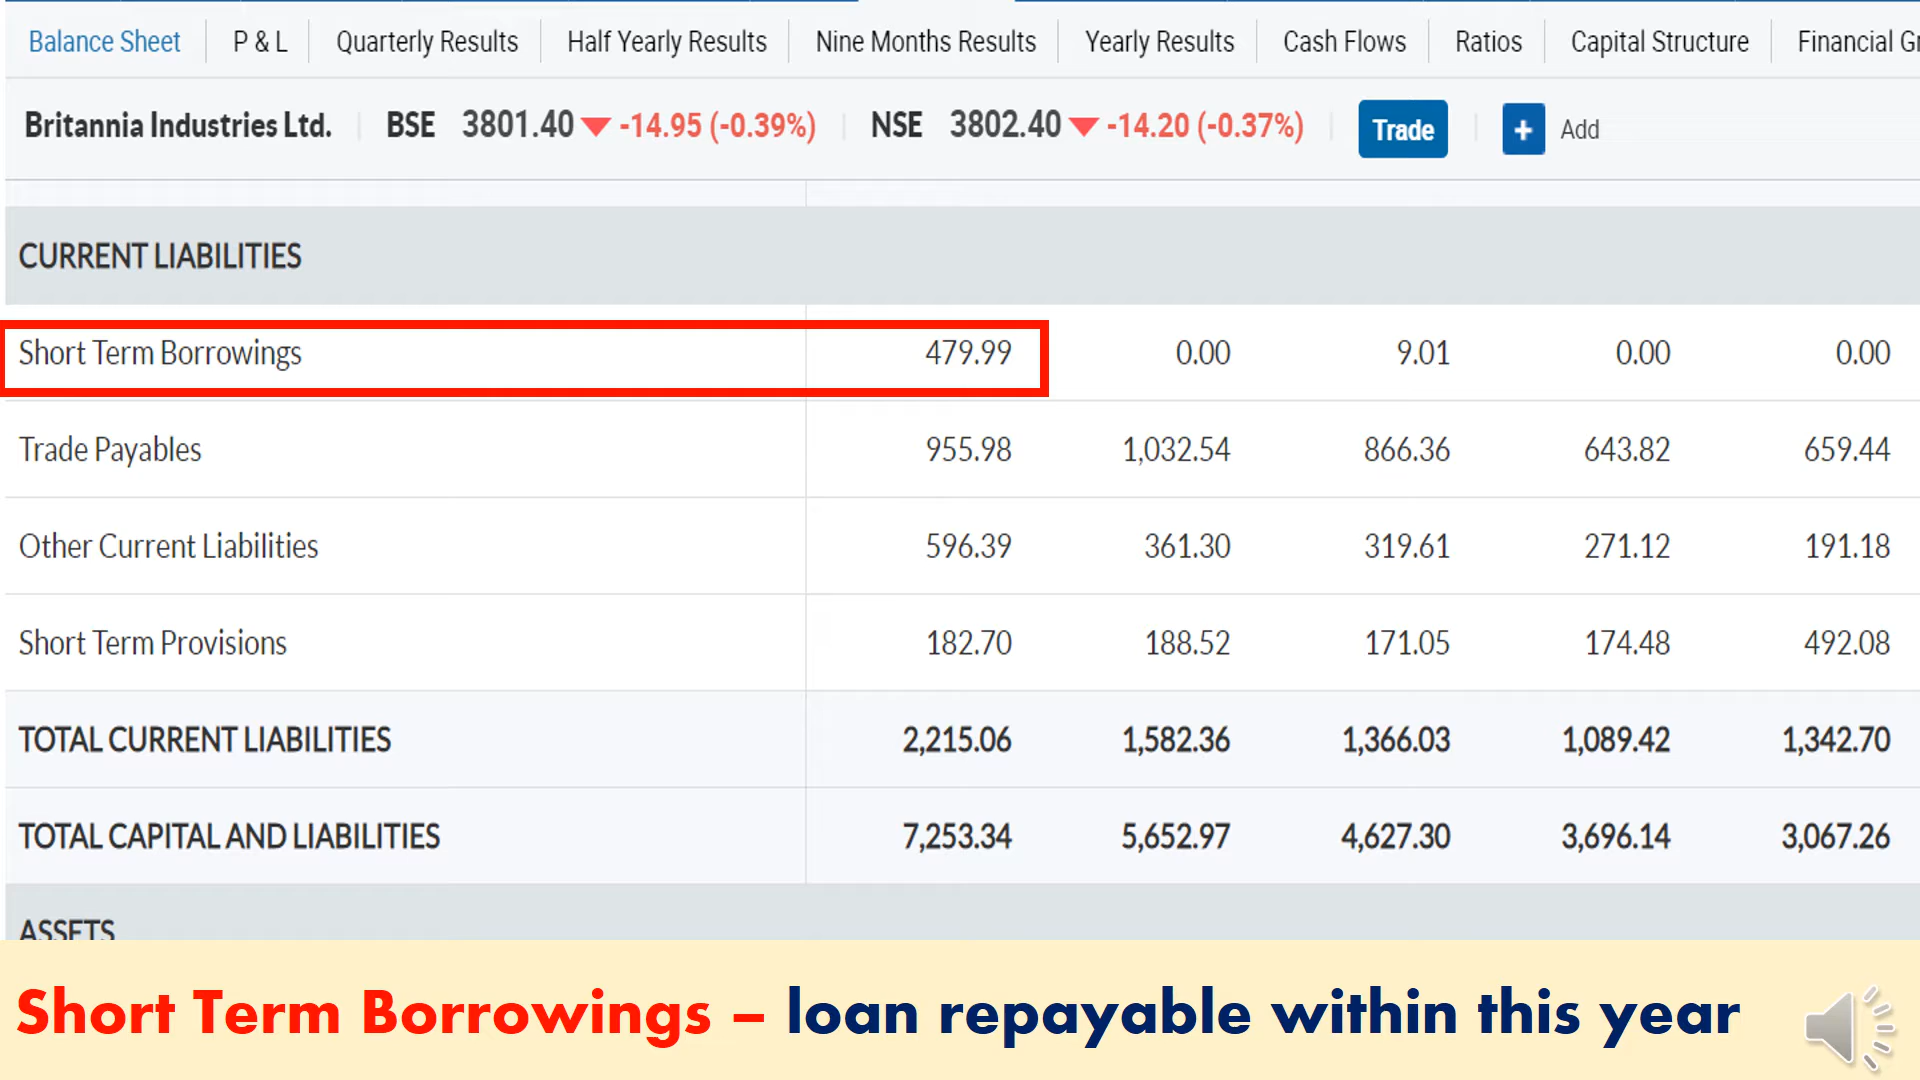 Balance Sheet P & L Quarterly Results Half Yearly Results Nine Months Results Yearly Results Cash Flows Ratios Capital Structure Financial Gr
Britannia Industries Ltd. BSE 3801.40 -14.95 (-0.39%) NSE 3802.40 -14.20 (-0.37%) Trade + Add
CURRENT LIABILITIES
Short Term Borrowings 479.99 0.00 9.01 0.00 0.00
Trade Payables 955.98 1,032.54 866.36 643.82 659.44
Other Current Liabilities 596.39 361.30 319.61 271.12 191.18
Short Term Provisions 182.70 188.52 171.05 174.48 492.08
TOTAL CURRENT LIABILITIES 2,215.06 1,582.36 1,366.03 1,089.42 1,342.70
TOTAL CAPITAL AND LIABILITIES 7,253.34 5,652.97 4,627.30 3,696.14 3,067.26
ASSETS
Short Term Borrowings – loan repayable within this year